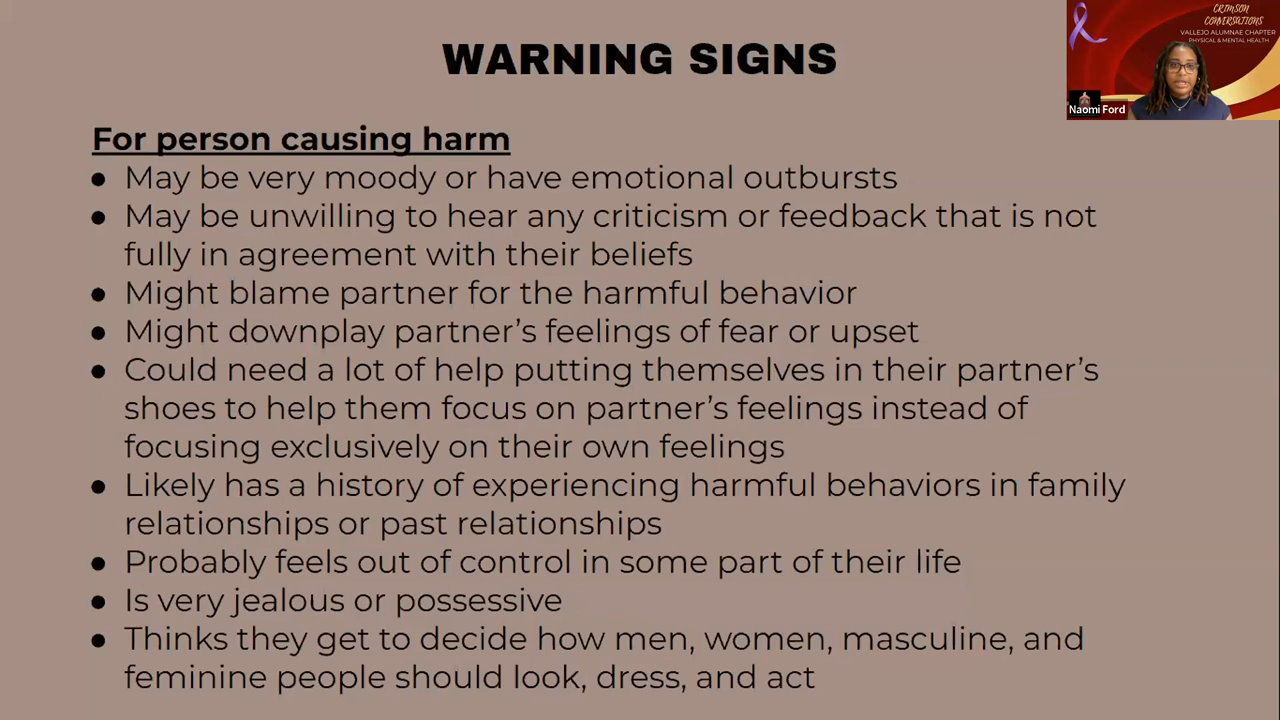 WARNING SIGNS
For person causing harm
● May be very moody or have emotional outbursts
● May be unwilling to hear any criticism or feedback that is not
fully in agreement with their beliefs
● Might blame partner for the harmful behavior
● Might downplay partner’s feelings of fear or upset
● Could need a lot of help putting themselves in their partner’s
shoes to help them focus on partner’s feelings instead of
focusing exclusively on their own feelings
● Likely has a history of experiencing harmful behaviors in family
relationships or past relationships
● Probably feels out of control in some part of their life
● Is very jealous or possessive
● Thinks they get to decide how men, women, masculine, and
feminine people should look, dress, and act
CRIMSON
CONVERSATIONS
VALLEJO ALUMNAE CHAPTER
PHYSICAL & MENTAL HEALTH
Naomi Ford